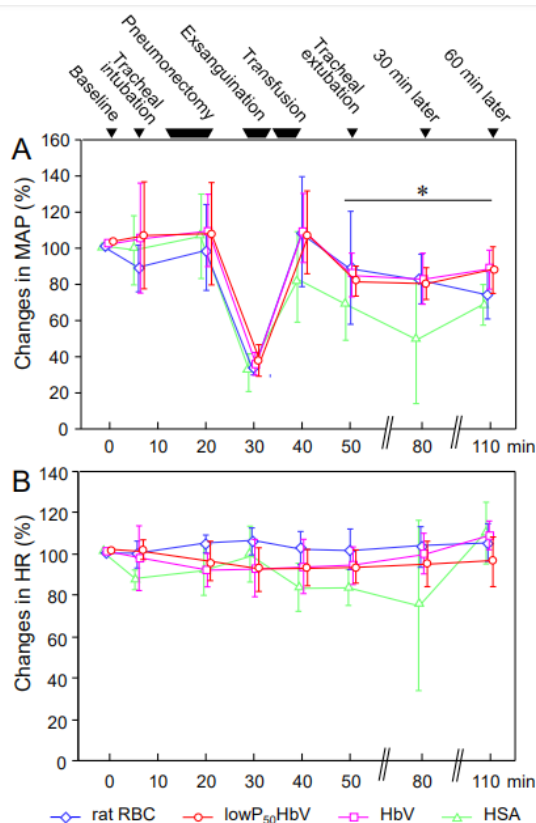 Baseline
Tracheal
intubation
Pneumonectomy
Exsanguination
Transfusion
Tracheal
extubation
30 min later
60 min later
A
Changes in MAP (%)
160
140
120
100
80
60
40
20
0
*
0 10 20 30 40 50 80 110 min
B
Changes in HR (%)
140
120
100
80
60
40
20
0
0 10 20 30 40 50 80 110 min
rat RBC lowP₅₀HbV HbV HSA